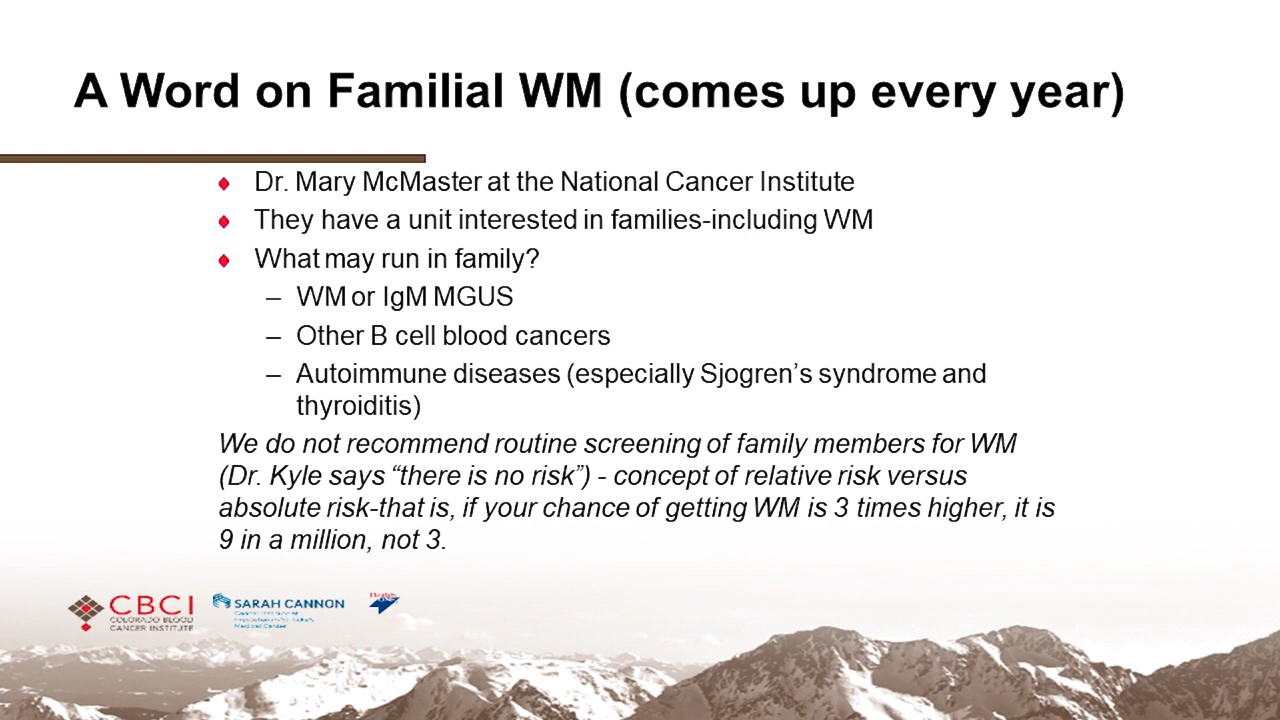 A Word on Familial WM (comes up every year)
Dr. Mary McMaster at the National Cancer Institute
They have a unit interested in families-including WM
What may run in family?
– WM or IgM MGUS
– Other B cell blood cancers
– Autoimmune diseases (especially Sjogren’s syndrome and
thyroiditis)
We do not recommend routine screening of family members for WM
(Dr. Kyle says “there is no risk”) - concept of relative risk versus
absolute risk-that is, if your chance of getting WM is 3 times higher, it is
9 in a million, not 3.
CBCI
COLORADO BLOOD
CANCER INSTITUTE
SARAH CANNON
Medical Center